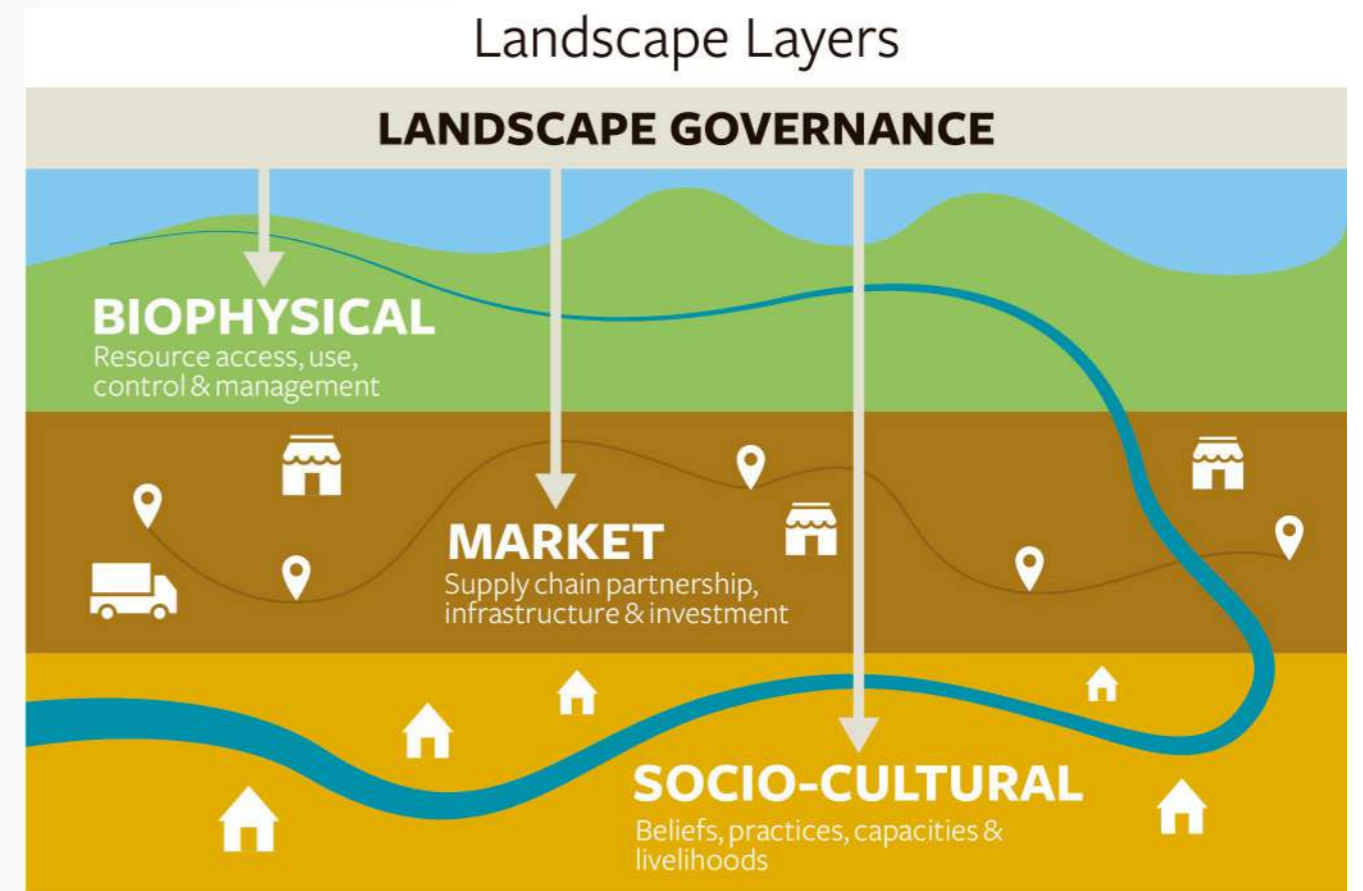 Landscape Layers
LANDSCAPE GOVERNANCE
BIOPHYSICAL
Resource access, use,
control & management
MARKET
Supply chain partnership,
infrastructure & investment
SOCIO-CULTURAL
Beliefs, practices, capacities &
livelihoods